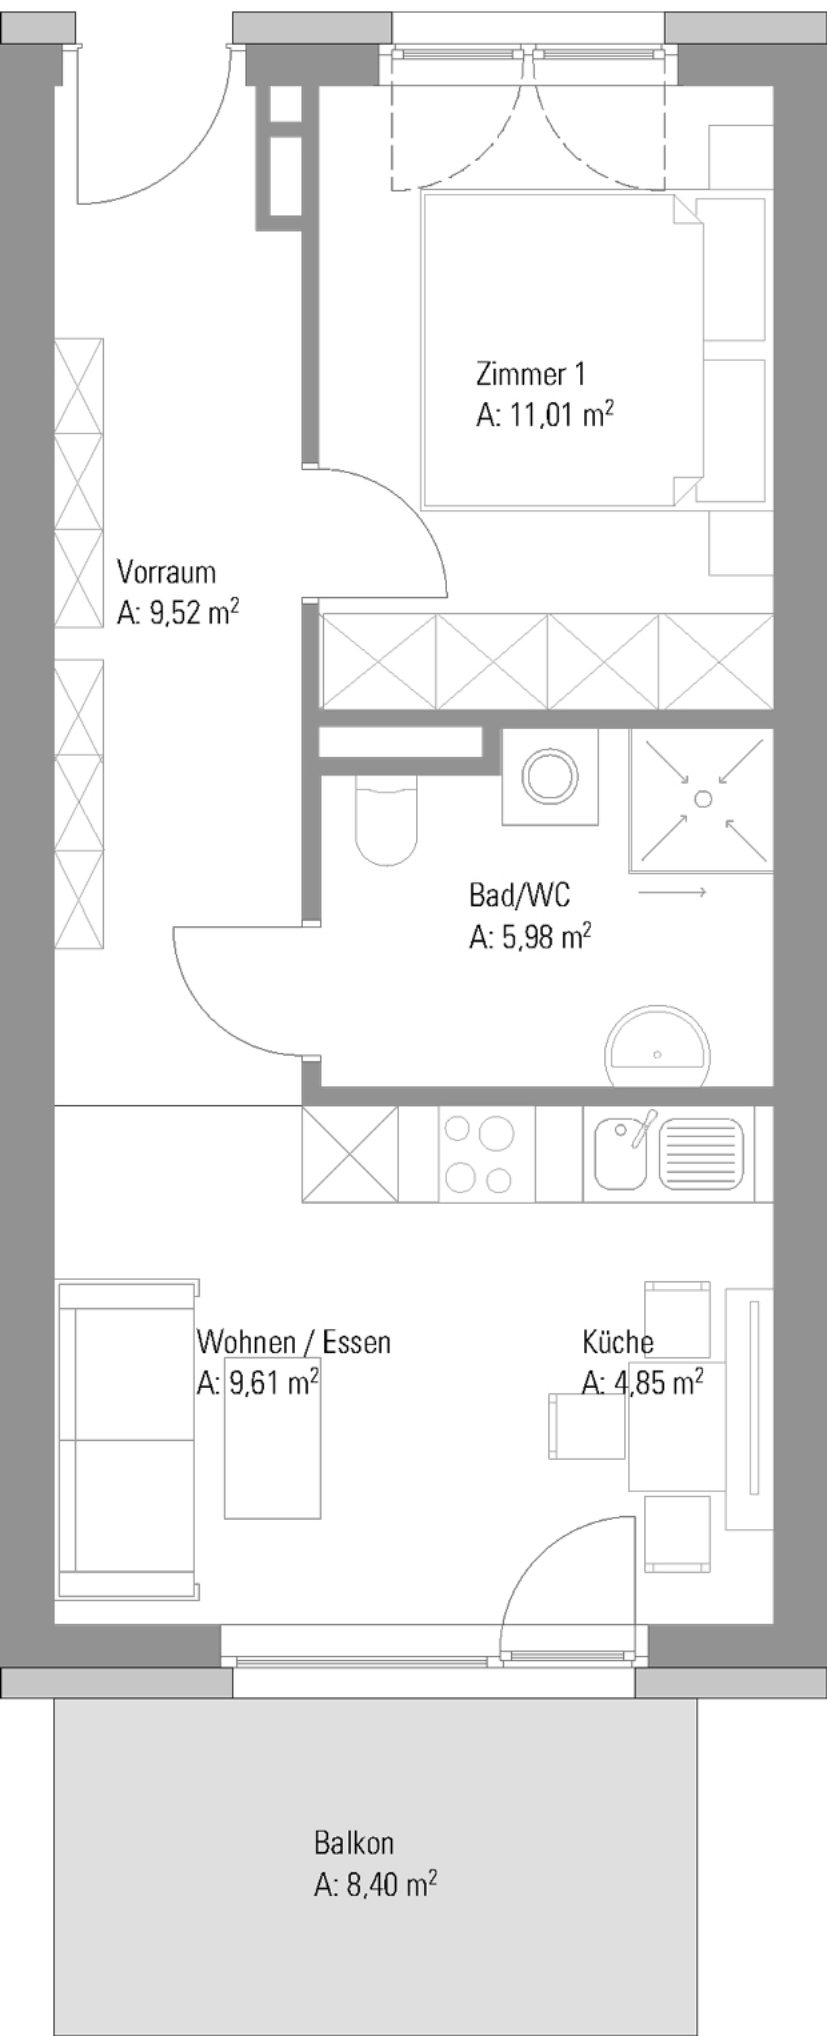 Zimmer 1
A: 11,01 m²
Vorraum
A: 9,52 m²
Bad/WC
A: 5,98 m²
Wohnen / Essen
A: 9,61 m²
Küche
A: 4,85 m²
Balkon
A: 8,40 m²